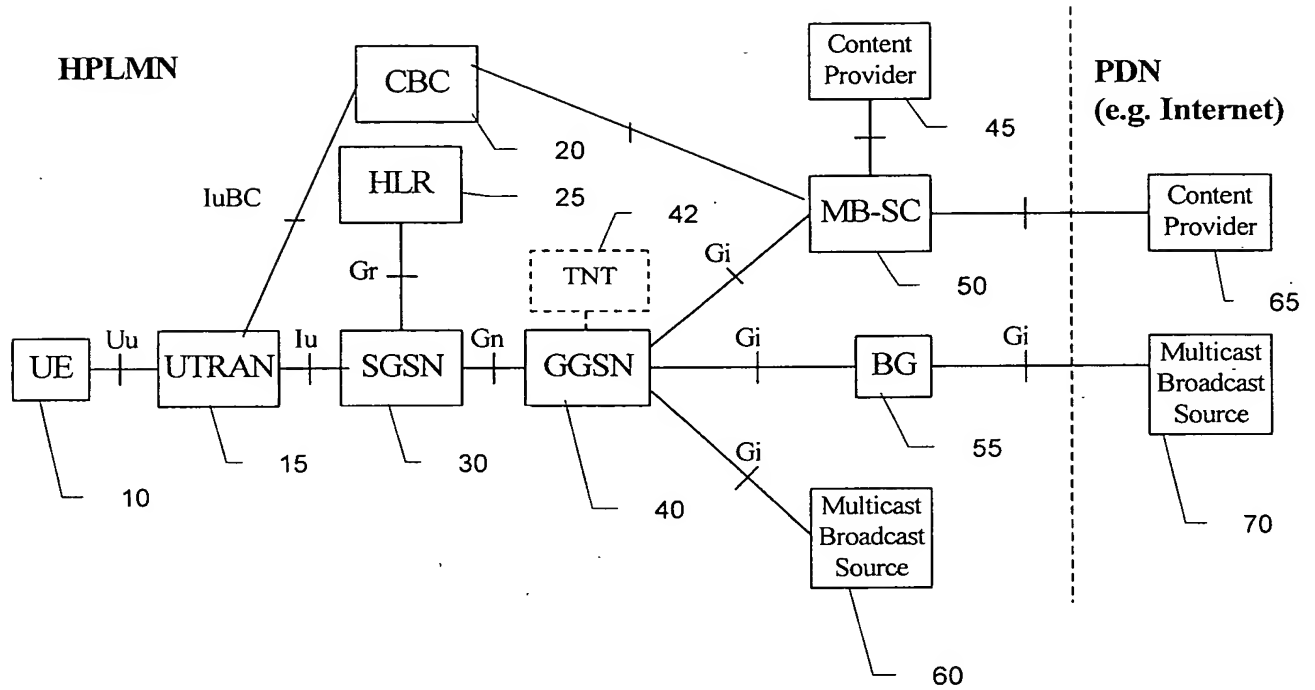 HPLMN
CBC
Content
Provider
PDN
(e.g. Internet)
20
45
IuBC
HLR
25
MB-SC
Content
Provider
42
Gr
TNT
Gi
50
65
Uu
Iu
Gn
Gi
Gi
UE
UTRAN
SGSN
GGSN
BG
Multicast
Broadcast
Source
15
30
Gi
55
10
40
Multicast
Broadcast
Source
70
60